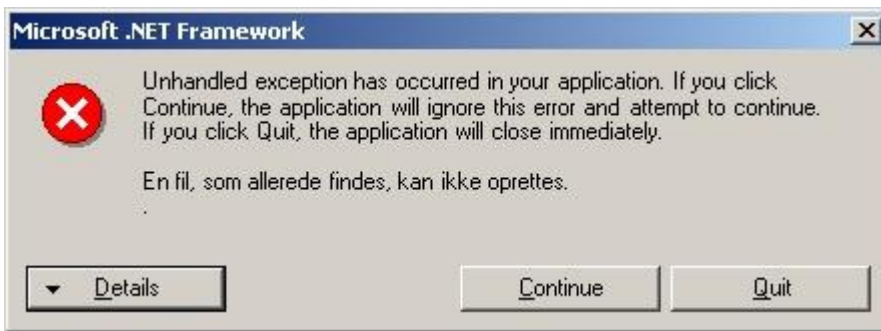 Microsoft .NET Framework
Unhandled exception has occurred in your application. If you click
Continue, the application will ignore this error and attempt to continue.
If you click Quit, the application will close immediately.
En fil, som allerede findes, kan ikke oprettes.
.
Details
Continue
Quit